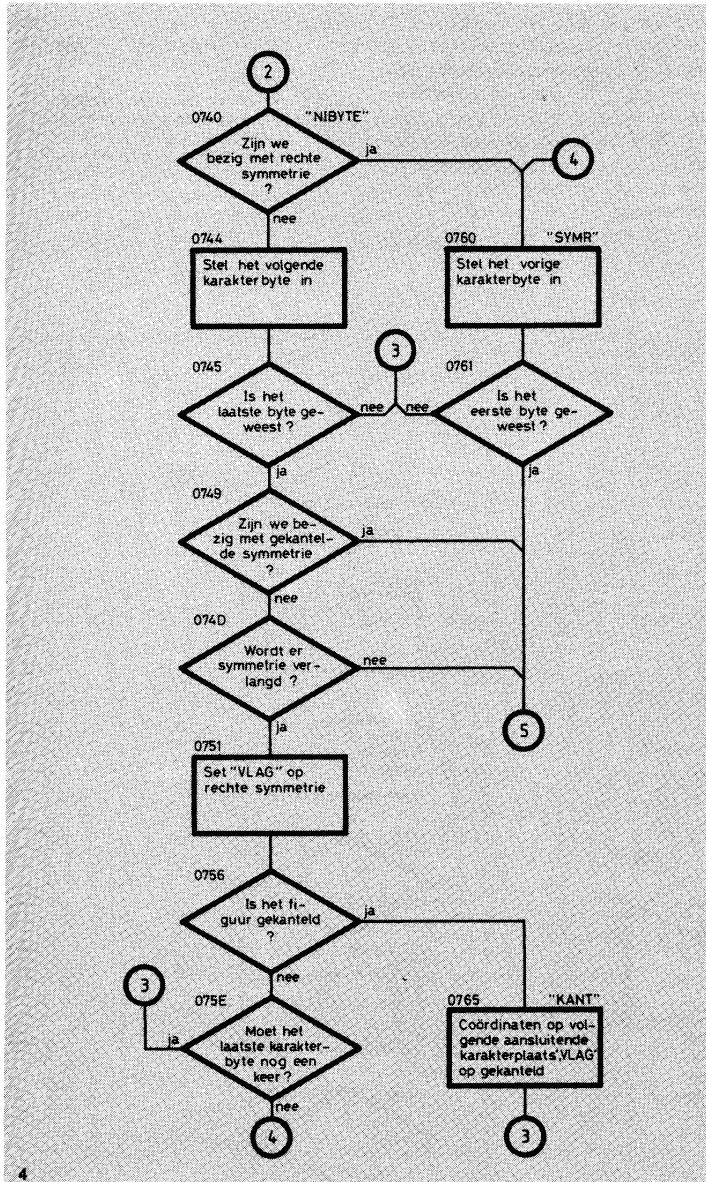 2
0740 "NIBYTE"
Zijn we
bezig met rechte
symmetrie
?
ja
4
nee
0744
Stel het volgende
karakterbyte in
0760 "SYMR"
Stel het vorige
karakterbyte in
3
0745
Is het
laatste byte ge-
weest ?
nee nee
0761
Is het
eerste byte ge-
weest ?
ja
ja
0749
Zijn we be-
zig met gekantel-
de symmetrie
?
ja
nee
074D
Wordt er
symmetrie ver-
langd ?
nee
ja
5
0751
Set "VLAG" op
rechte symmetrie
0756
Is het fi-
guur gekanteld
?
ja
nee
3
ja
075E
Moet het
laatste karakter-
byte nog een
keer ?
nee
4
0765 "KANT"
Coördinaten op vol-
gende aansluitende
karakterplaats',VLAG'
op gekanteld
3
4